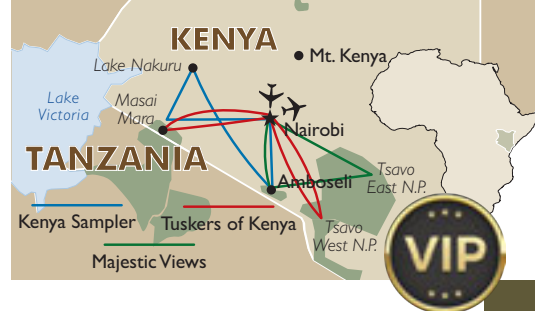 KENYA
Mt. Kenya
Lake Nakuru
Lake
Victoria
Masai
Mara
Nairobi
TANZANIA
Tsavo
East N.P.
Amboseli
Kenya Sampler
Tuskers of Kenya
Tsavo
West N.P.
Majestic Views
VIP